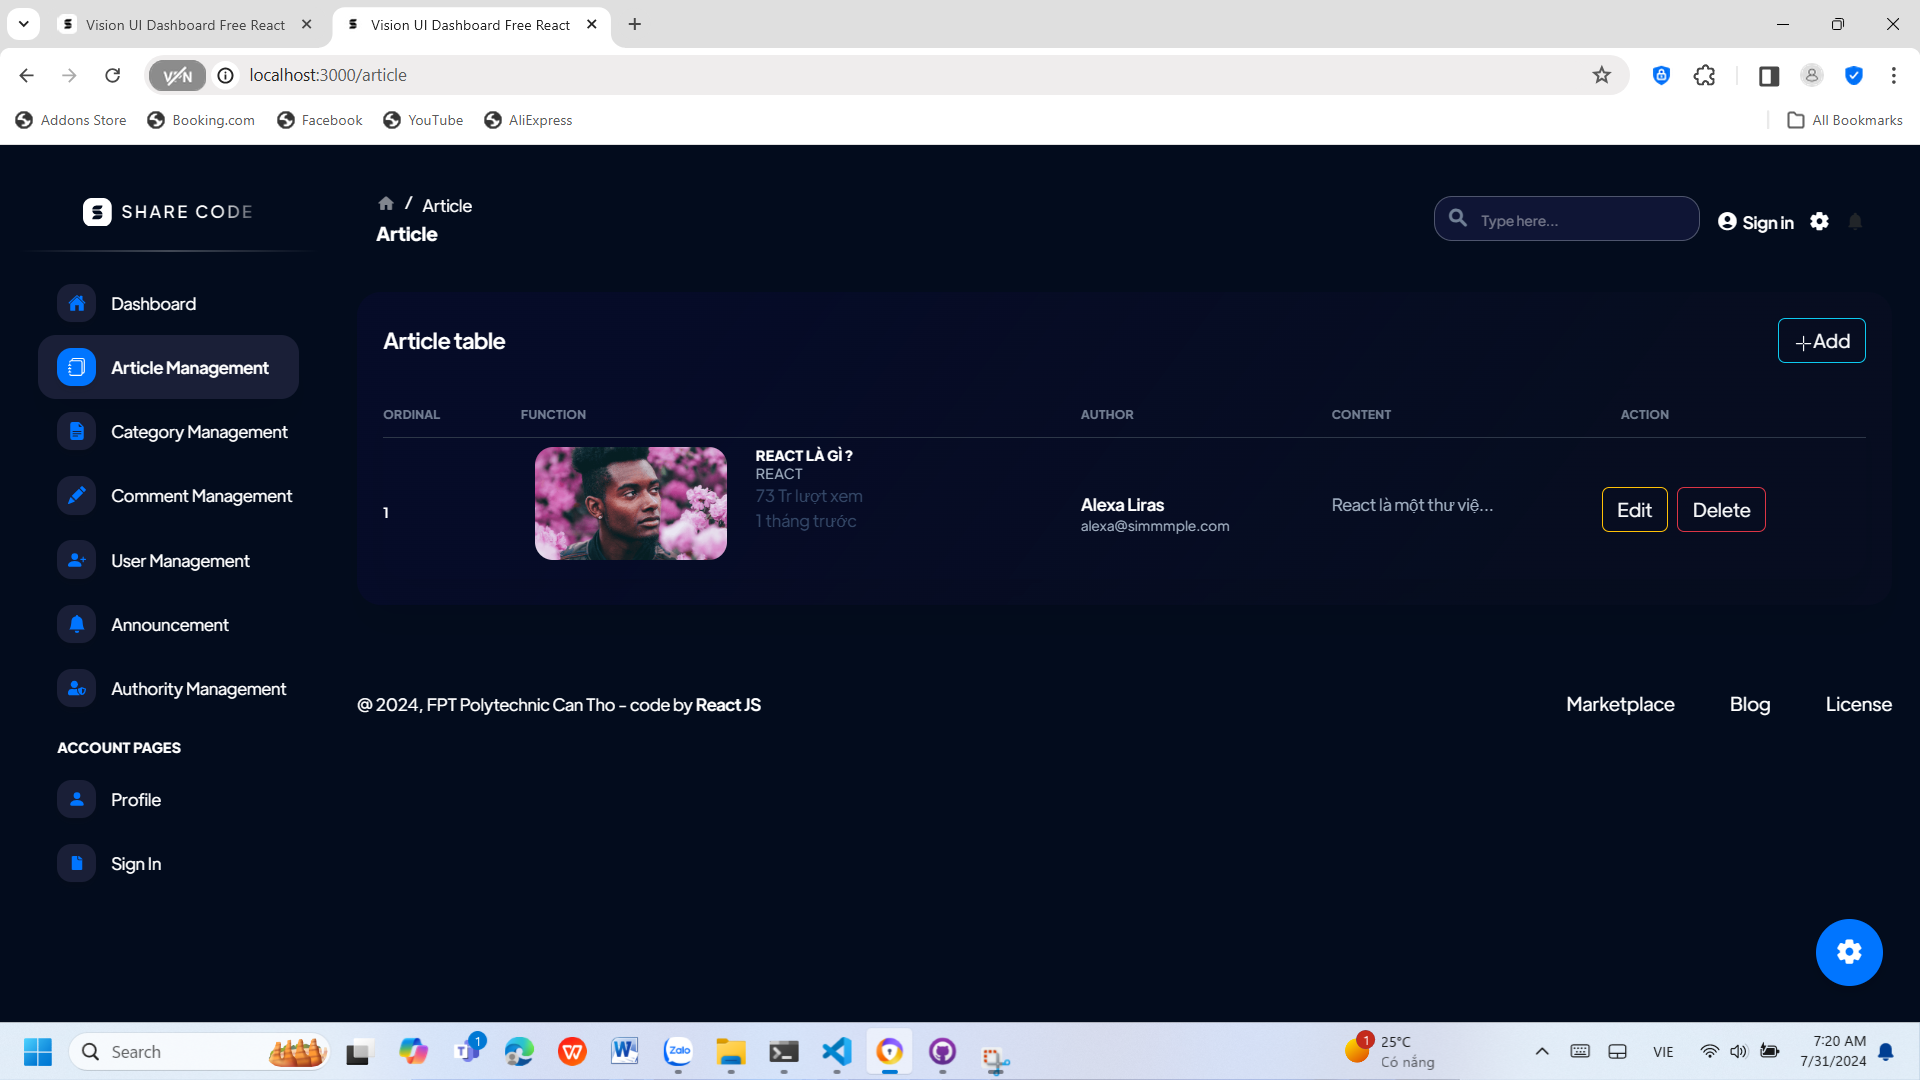 Vision UI Dashboard Free React
Vision UI Dashboard Free React
VPN
localhost:3000/article
Addons Store
Booking.com
Facebook
YouTube
AliExpress
All Bookmarks
SHARE CODE
/ Article
Article
Type here...
Sign in
Dashboard
Article Management
Category Management
Comment Management
User Management
Announcement
Authority Management
ACCOUNT PAGES
Profile
Sign In
Article table
+Add
ORDINAL FUNCTION AUTHOR CONTENT ACTION
1
REACT LÀ GÌ ?
REACT
73 Tr lượt xem
1 tháng trước
Alexa Liras
alexa@simmmple.com
React là một thư việ...
Edit
Delete
@ 2024, FPT Polytechnic Can Tho - code by React JS
Marketplace
Blog
License
Search
1
Zalo
1
25°C
Có nắng
VIE
7:20 AM
7/31/2024